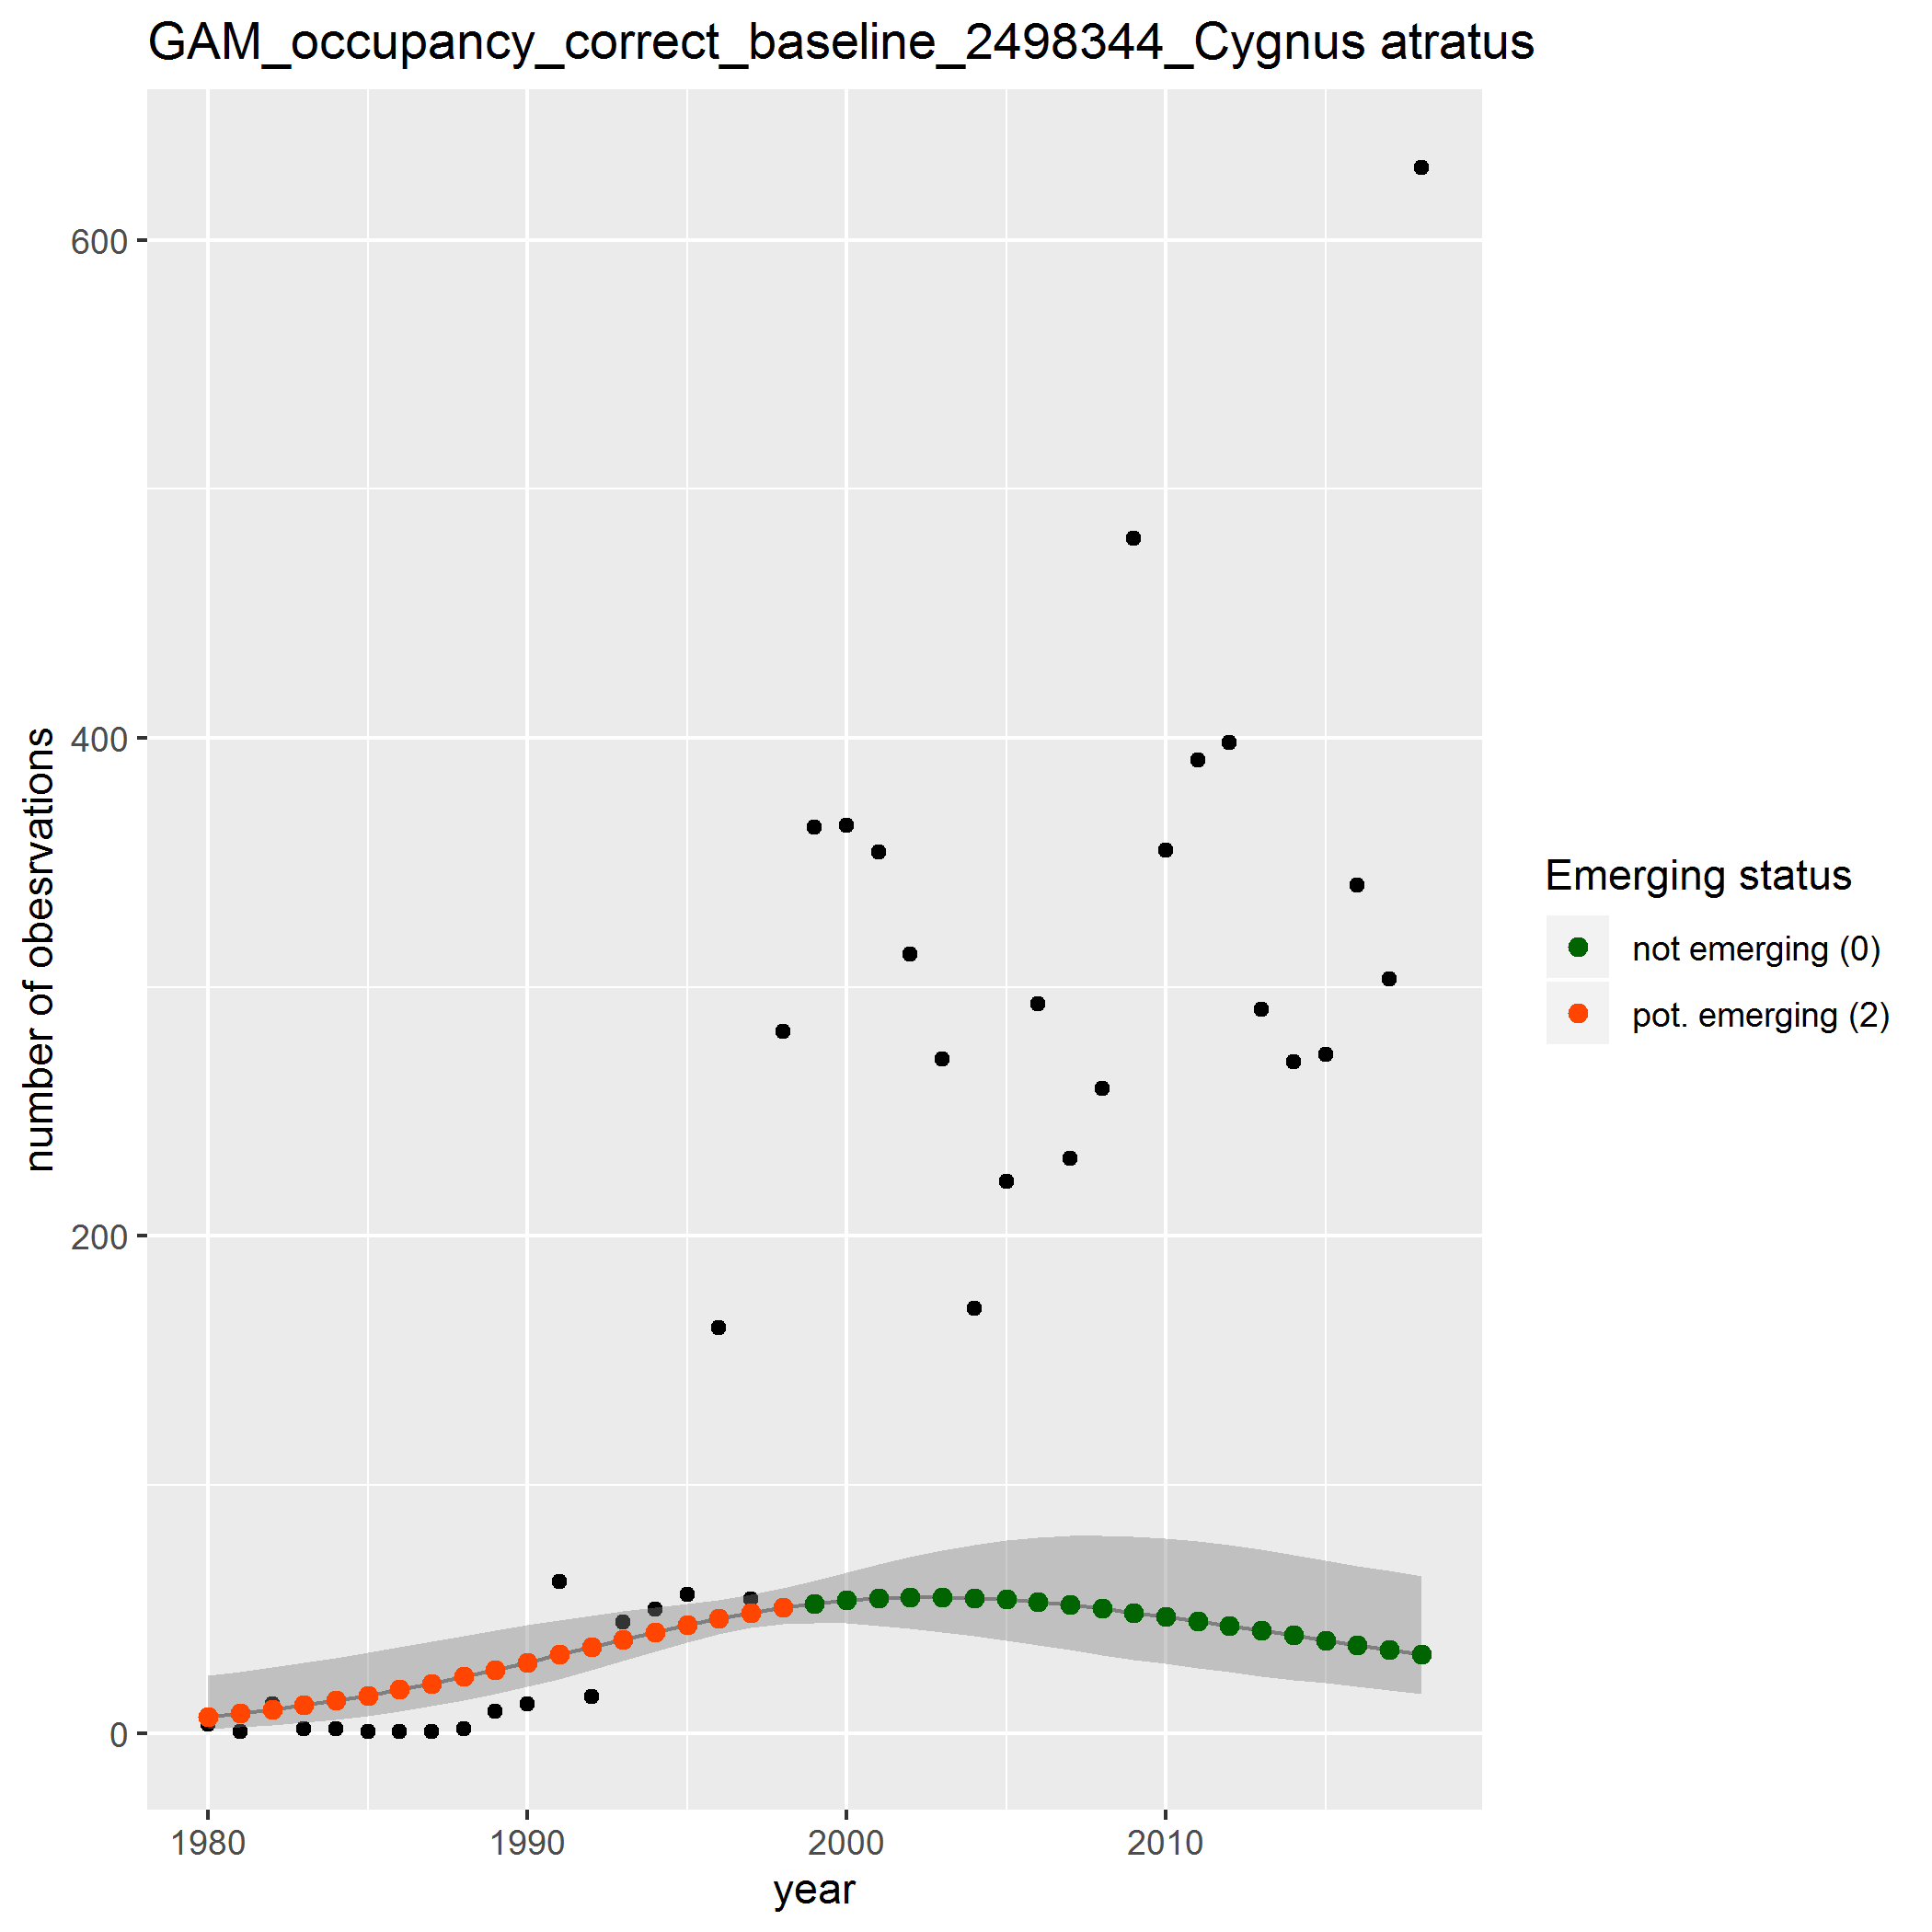 GAM_occupancy_correct_baseline_2498344_Cygnus atratus
number of obesrvations
600
400
200
0
1980 1990 2000 2010
year
Emerging status
not emerging (0)
pot. emerging (2)